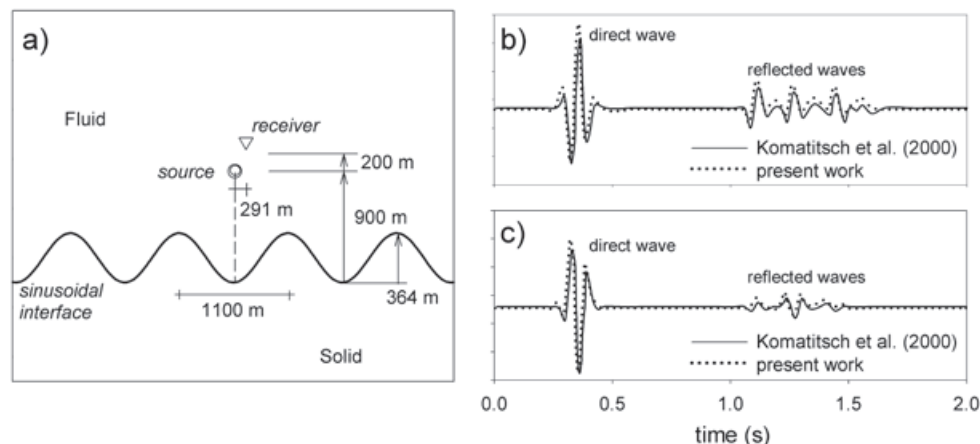 a)
Fluid
receiver
source
200 m
291 m
900 m
sinusoidal
interface
1100 m
364 m
Solid
b)
direct wave
reflected waves
Komatitsch et al. (2000)
present work
c)
direct wave
reflected waves
Komatitsch et al. (2000)
present work
0.0 0.5 1.0 1.5 2.0
time (s)